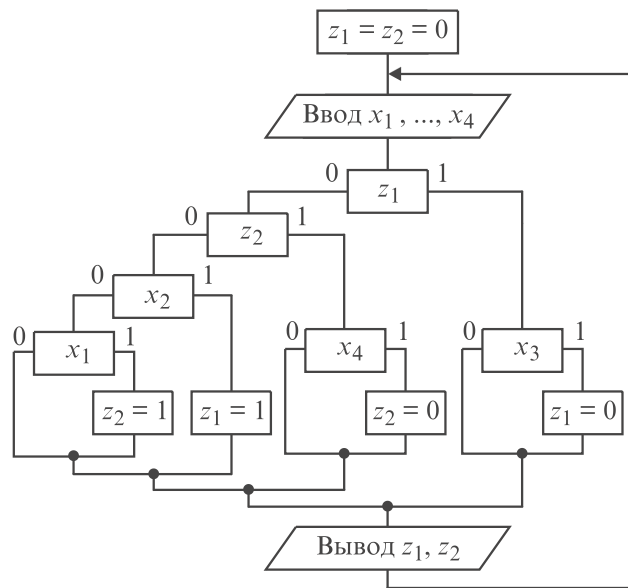 z₁ = z₂ = 0
Ввод x₁ , ..., x₄
0 z₁ 1
0 z₂ 1
0 x₂ 1
0 x₁ 1
0 x₄ 1
0 x₃ 1
z₂ = 1
z₁ = 1
z₂ = 0
z₁ = 0
Вывод z₁, z₂